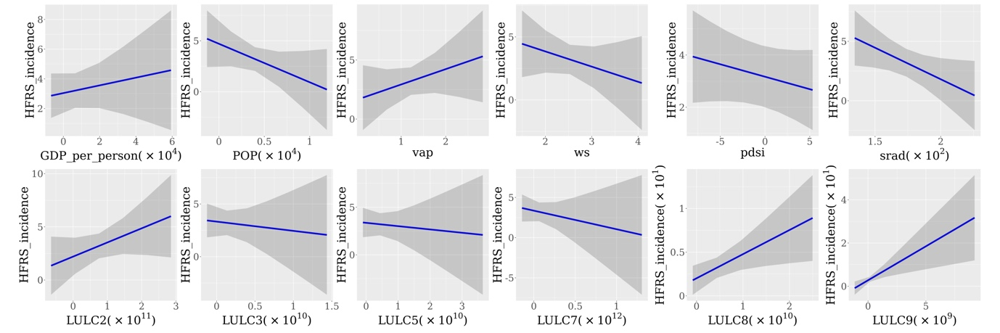 HFRS_incidence
8
6
4
2
0
2
4
6
GDP_per_person( × 10⁴)
HFRS_incidence
5
0
0
0.5
1
POP( × 10⁴)
HFRS_incidence
5
0
1
2
vap
HFRS_incidence
5
0
2
3
4
ws
HFRS_incidence
4
2
-5
0
5
pdsi
HFRS_incidence
5
0
1.5
2
srad( × 10²)
HFRS_incidence
10
5
0
0
1
2
3
LULC2( × 10¹¹)
HFRS_incidence
5
0
0
0.5
1
1.5
LULC3( × 10¹⁰)
HFRS_incidence
5
0
0
1
2
3
LULC5( × 10¹⁰)
HFRS_incidence
5
0
-5
0
0.5
1
LULC7( × 10¹²)
HFRS_incidence( × 10¹)
1
0.5
0
0
1
2
LULC8( × 10¹⁰)
HFRS_incidence( × 10¹)
4
2
0
0
5
LULC9( × 10⁹)